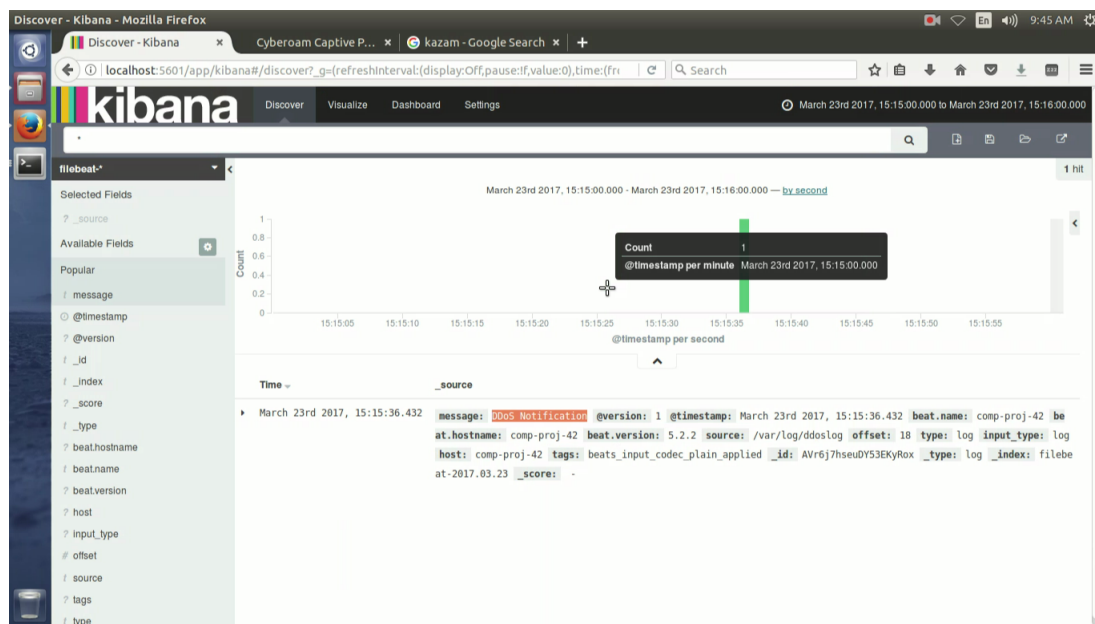 Discover - Kibana - Mozilla Firefox
En
9:45 AM
Discover - Kibana ×
Cyberoam Captive P... ×
kazam - Google Search ×
+
localhost:5601/app/kibana#/discover?_g=(refreshInterval:(display:Off,pause:!f,value:0),time:(fr
Search
kibana
Discover
Visualize
Dashboard
Settings
March 23rd 2017, 15:15:00.000 to March 23rd 2017, 15:16:00.000
*
filebeat-*
1 hit
Selected Fields
? _source
Available Fields
Popular
t message
@timestamp
? @version
t _id
t _index
? _score
t _type
? beat.hostname
t beat.name
? beat.version
? host
? input_type
# offset
t source
? tags
t type
March 23rd 2017, 15:15:00.000 - March 23rd 2017, 15:16:00.000 — by second
Count
1
0.8
0.6
0.4
0.2
0
Count 1
@timestamp per minute March 23rd 2017, 15:15:00.000
15:15:05 15:15:10 15:15:15 15:15:20 15:15:25 15:15:30 15:15:35 15:15:40 15:15:45 15:15:50 15:15:55
@timestamp per second
Time _source
March 23rd 2017, 15:15:36.432
message: DDoS Notification @version: 1 @timestamp: March 23rd 2017, 15:15:36.432 beat.name: comp-proj-42 be
at.hostname: comp-proj-42 beat.version: 5.2.2 source: /var/log/ddoslog offset: 18 type: log input_type: log
host: comp-proj-42 tags: beats_input_codec_plain_applied _id: AVr6j7hseuDY53EKyRox _type: log _index: filebe
at-2017.03.23 _score: -